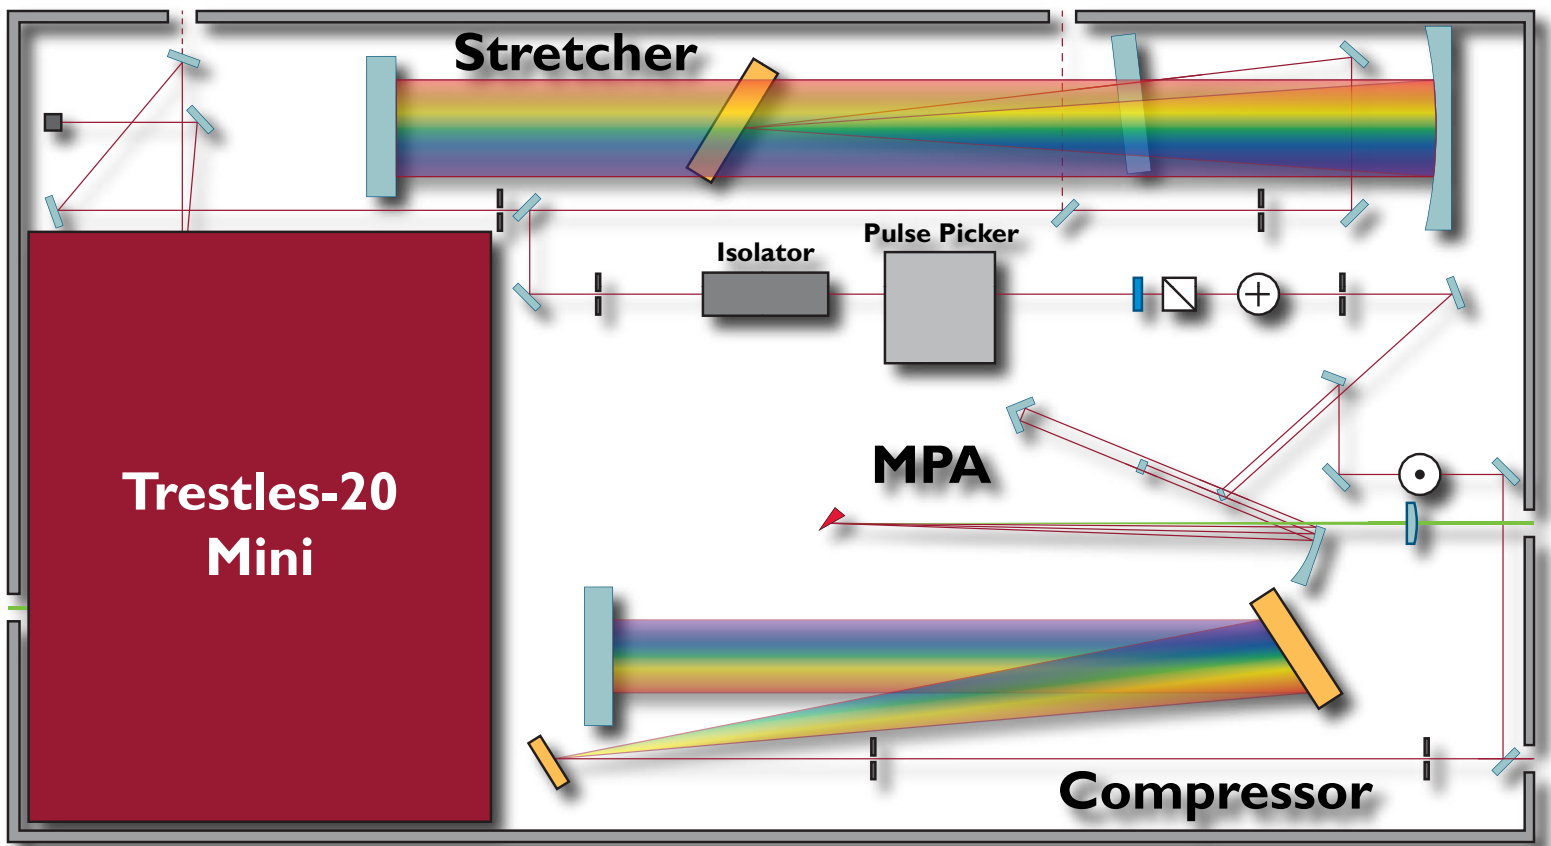 Stretcher
Pulse Picker
Isolator
MPA
Trestles-20
Mini
Compressor